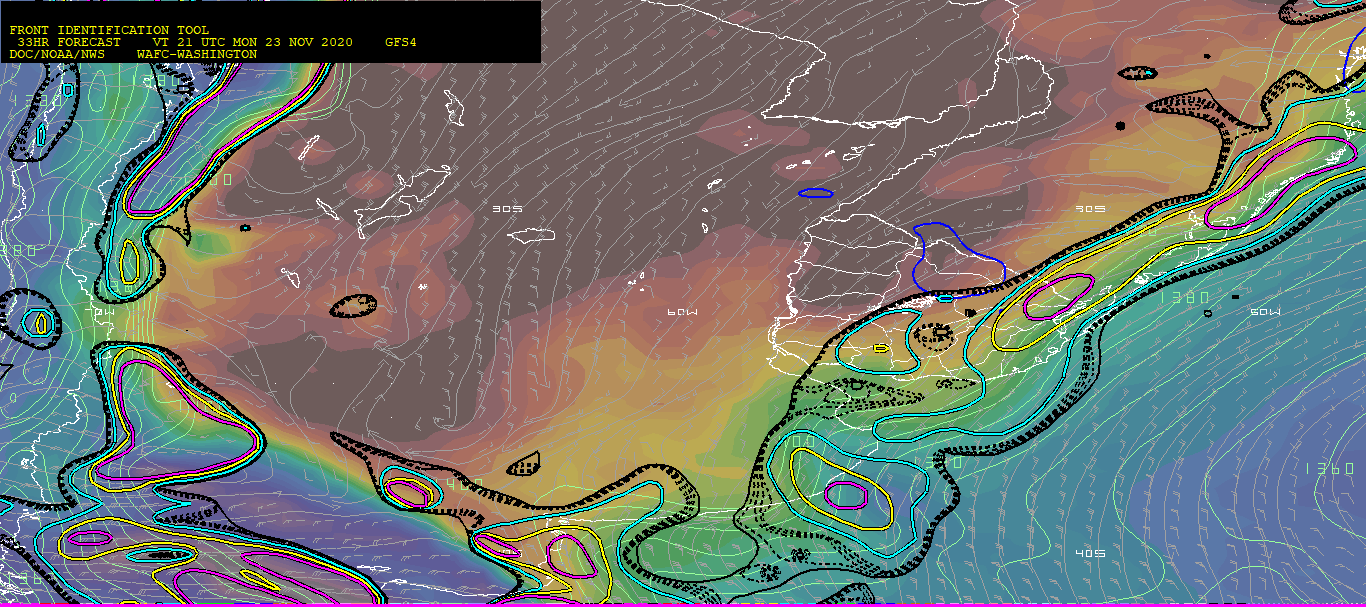 FRONT IDENTIFICATION TOOL
33HR FORECAST VT 21 UTC MON 23 NOV 2020 GFS4
DOC/NOAA/NWS WAFC-WASHINGTON
30S 30S
60W 50W
1380
1360
40S